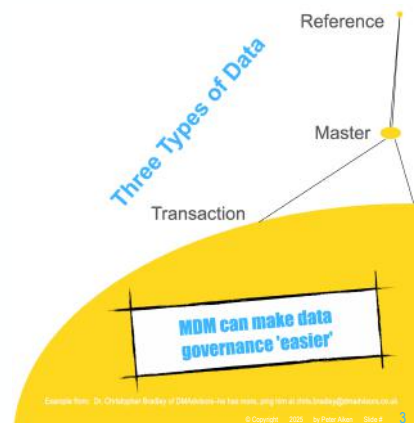 Reference
Three Types of Data
Master
Transaction
MDM can make data
governance 'easier'
Example from: Dr. Christopher Bradley of DMAdvisors-he has more, ping him at chris.bradley@dmadvisors.co.uk
© Copyright 2025 by Peter Aiken Slide # 3